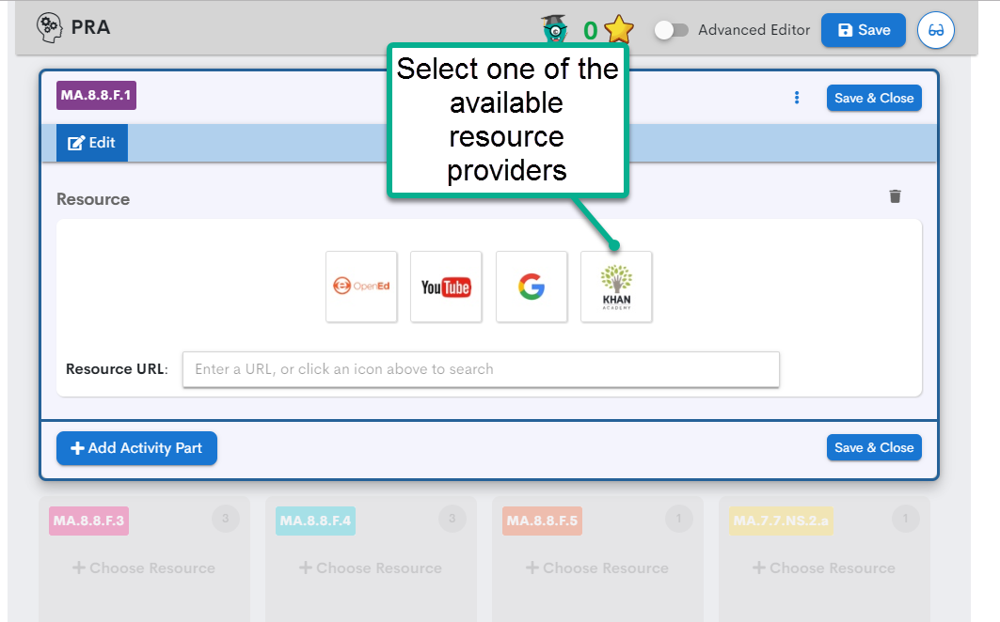 PRA
0
Advanced Editor
Save
Select one of the
available
resource
providers
MA.8.8.F.1
Save & Close
Edit
Resource
OpenEd
YouTube
G
KHAN
ACADEMY
Resource URL:
Enter a URL, or click an icon above to search
Add Activity Part
Save & Close
MA.8.8.F.3
3
MA.8.8.F.4
3
MA.8.8.F.5
1
MA.7.7.NS.2.a
1
Choose Resource
Choose Resource
Choose Resource
Choose Resource